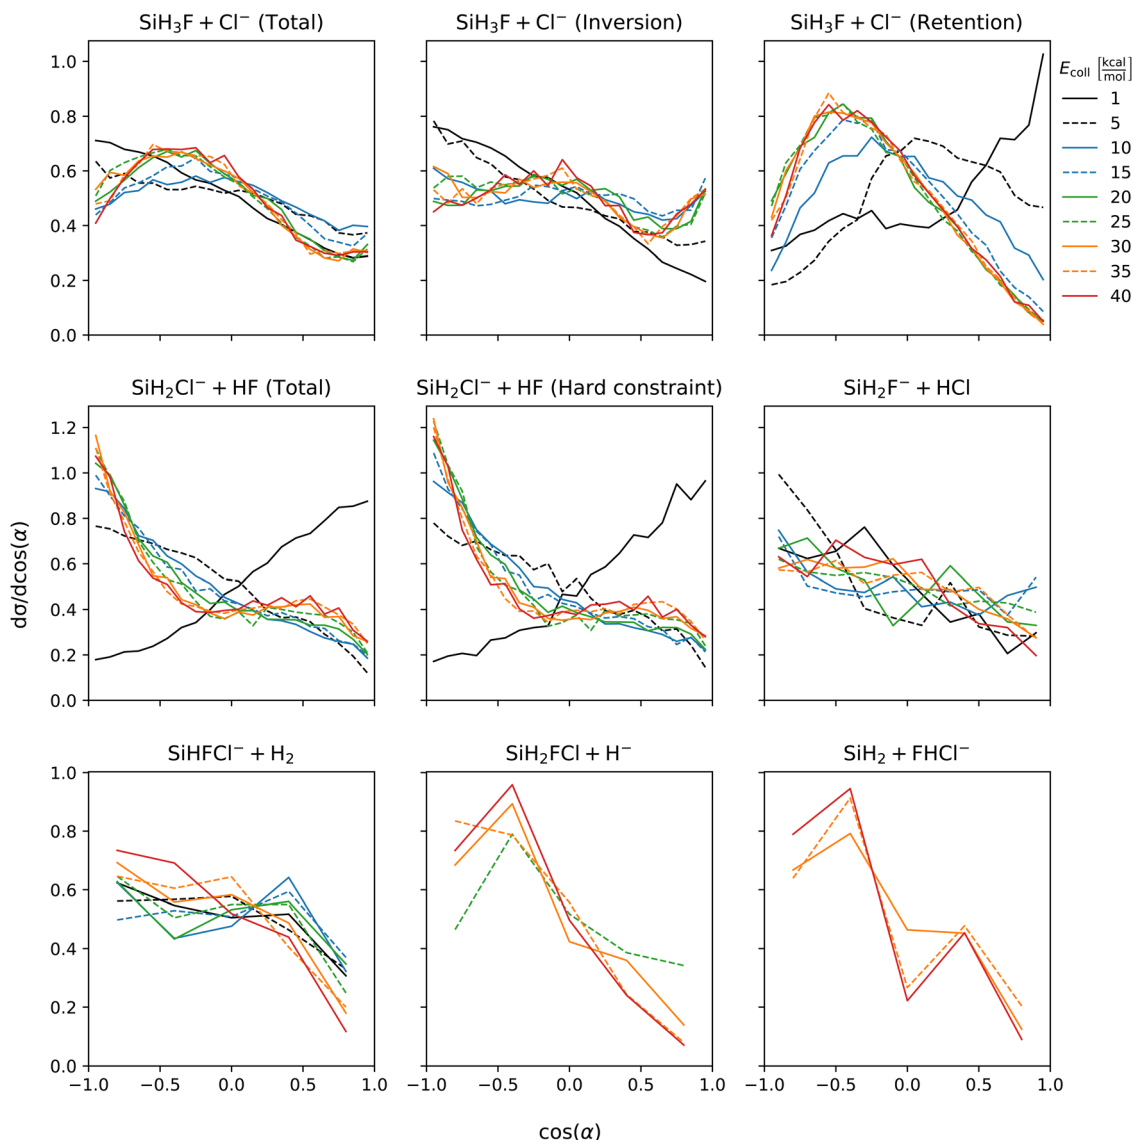 SiH₃F + Cl⁻ (Total)
SiH₃F + Cl⁻ (Inversion)
SiH₃F + Cl⁻ (Retention)
1.0
0.8
0.6
0.4
0.2
0.0
E_coll [kcal/mol]
1
5
10
15
20
25
30
35
40
SiH₂Cl⁻ + HF (Total)
SiH₂Cl⁻ + HF (Hard constraint)
SiH₂F⁻ + HCl
1.2
1.0
0.8
0.6
0.4
0.2
0.0
dσ/dcos(α)
SiHFCl⁻ + H₂
SiH₂FCl + H⁻
SiH₂ + FHCl⁻
1.0
0.8
0.6
0.4
0.2
0.0
−1.0 −0.5 0.0 0.5 1.0
−1.0 −0.5 0.0 0.5 1.0
−1.0 −0.5 0.0 0.5 1.0
cos(α)